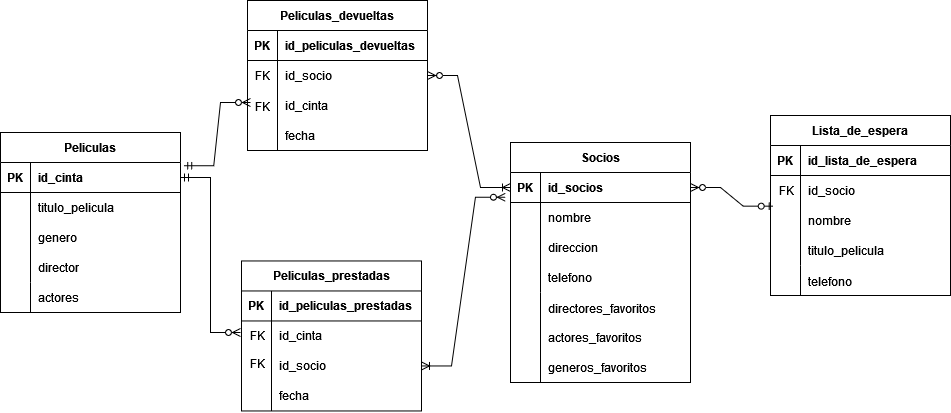 Peliculas_devueltas
PK id_peliculas_devueltas
FK id_socio
FK id_cinta
fecha
Peliculas
PK id_cinta
titulo_pelicula
genero
director
actores
Peliculas_prestadas
PK id_peliculas_prestadas
FK id_cinta
FK id_socio
fecha
Socios
PK id_socios
nombre
direccion
telefono
directores_favoritos
actores_favoritos
generos_favoritos
Lista_de_espera
PK id_lista_de_espera
FK id_socio
nombre
titulo_pelicula
telefono